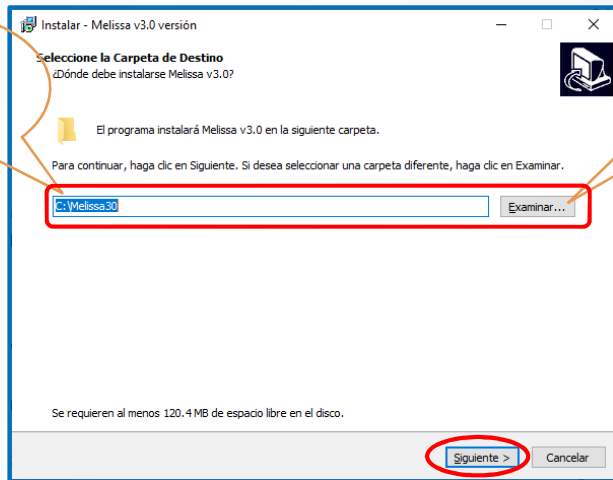 Instalar - Melissa v3.0 versión
Seleccione la Carpeta de Destino
¿Dónde debe instalarse Melissa v3.0?
El programa instalará Melissa v3.0 en la siguiente carpeta.
Para continuar, haga clic en Siguiente. Si desea seleccionar una carpeta diferente, haga clic en Examinar.
C:\Melissa30
Examinar...
Se requieren al menos 120.4 MB de espacio libre en el disco.
Siguiente >
Cancelar